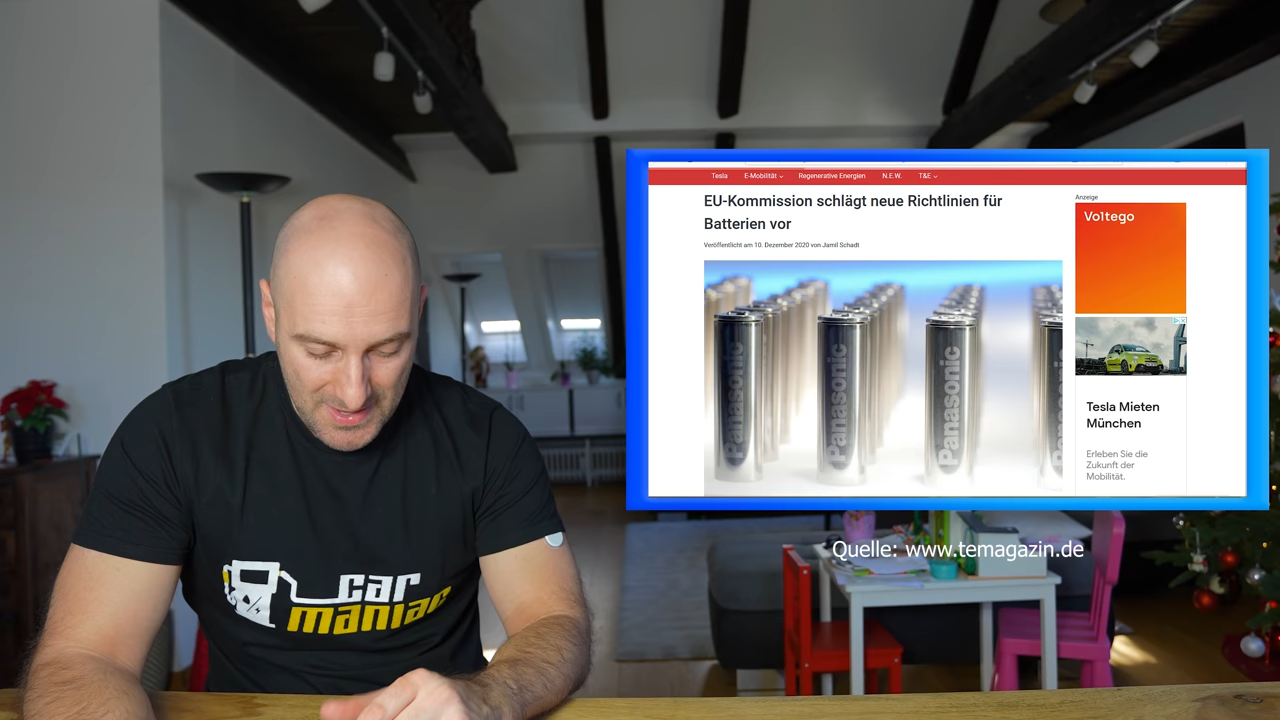 Tesla
E-Mobilität
Regenerative Energien
N.E.W.
T&E
EU-Kommission schlägt neue Richtlinien für
Batterien vor
Veröffentlicht am 10. Dezember 2020 von Jamil Schadt
Anzeige
Voltego
Panasonic
Panasonic
Panasonic
Tesla Mieten
München
Erleben Sie die
Zukunft der
Mobilität.
Quelle: www.temagazin.de
car
maniac